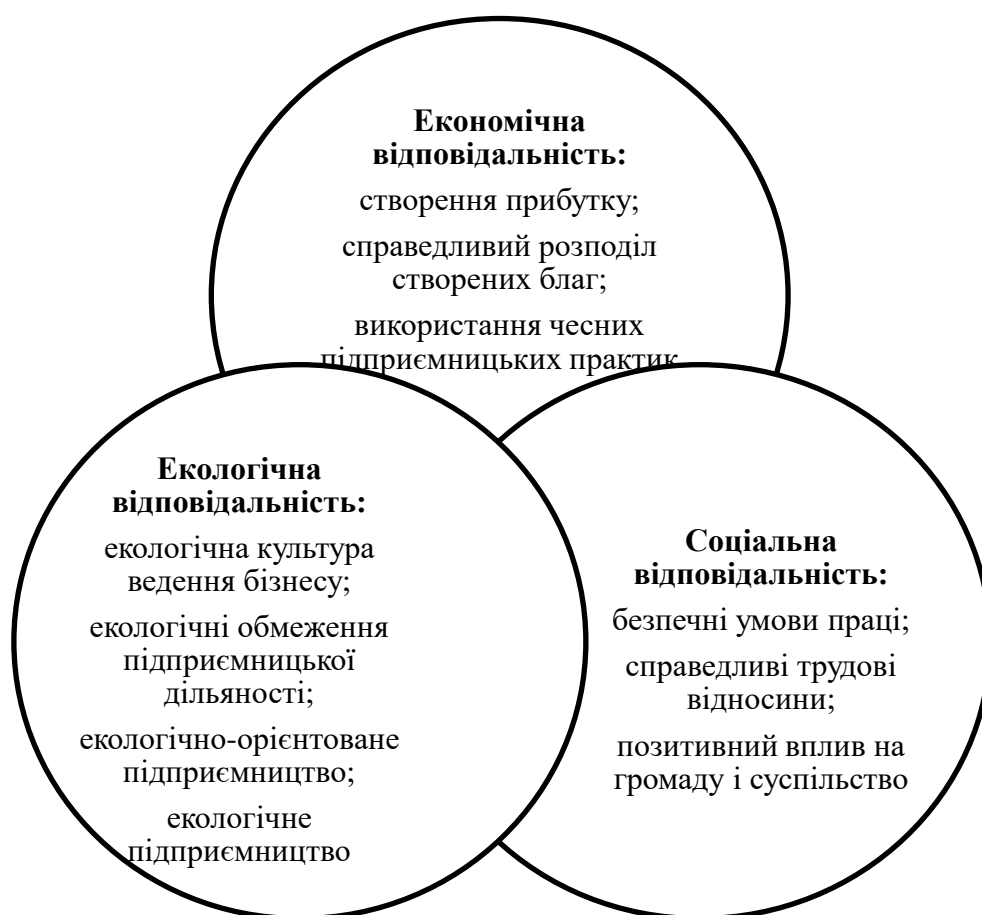 Економічна
відповідальність:
створення прибутку;
справедливий розподіл
створених благ;
використання чесних
підприємницьких практик
Екологічна
відповідальність:
екологічна культура
ведення бізнесу;
екологічні обмеження
підприємницької
дільяності;
екологічно-орієнтоване
підприємництво;
екологічне
підприємництво
Соціальна
відповідальність:
безпечні умови праці;
справедливі трудові
відносини;
позитивний вплив на
громаду і суспільство